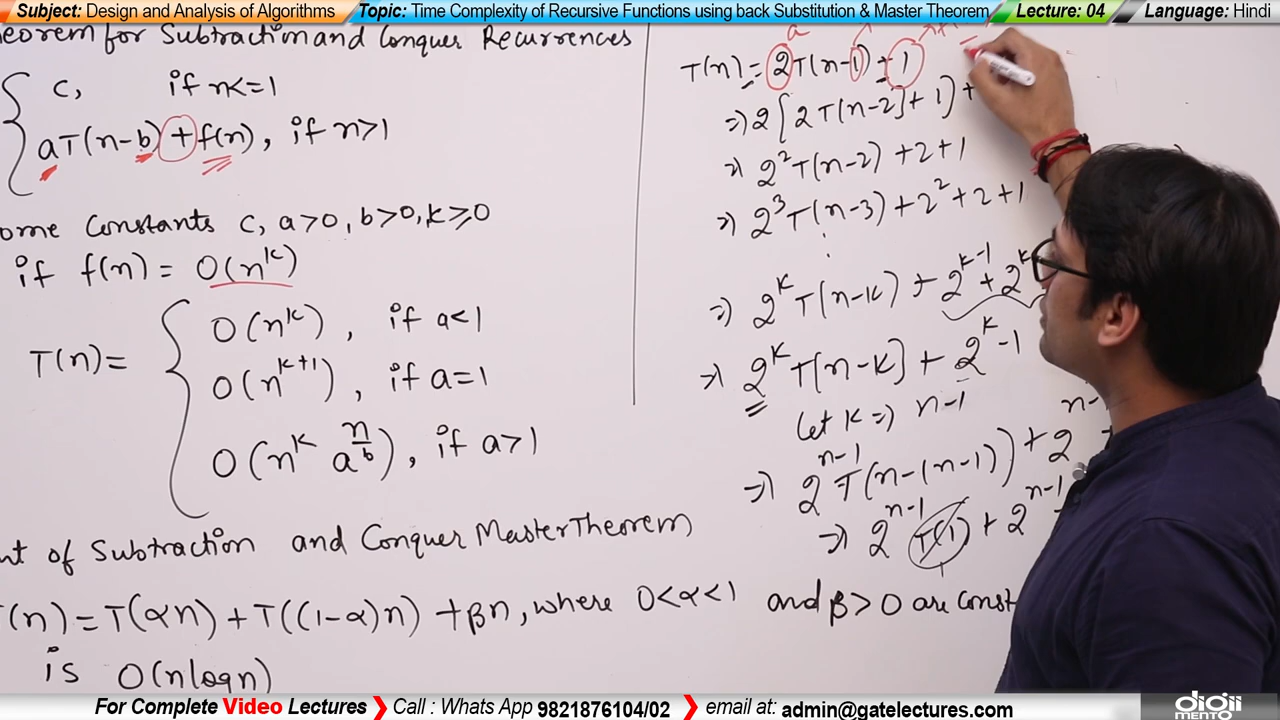 Subject: Design and Analysis of Algorithms Topic: Time Complexity of Recursive Functions using back Substitution & Master Theorem Lecture: 04 Language: Hindi
eorem for Subtraction and Conquer Recurrences
c, if n<=1
aT(n-b) + f(n), if n>1
ome Constants c, a>0, b>0, k≥0
if f(n) = O(n^k)
T(n) =
O(n^k), if a<1
O(n^{k+1}), if a=1
O(n^k a^{n/b}), if a>1
nt of Subtraction and Conquer Master Theorem
(n) = T(αn) + T((1-α)n) + βn, where 0<α<1 and β>0 are const
is O(nlogn)
a
T(n) = 2T(n-1) + 1
⇒ 2[2T(n-2] + 1) +
⇒ 2^2 T(n-2) + 2 + 1
⇒ 2^3 T(n-3) + 2^2 + 2 + 1
⇒ 2^k T(n-k) + 2^{k-1} + 2^k
⇒ 2^k T[n-k] + 2^k - 1
let k ⇒ n-1
⇒ 2^{n-1} T(n-(n-1)) + 2^{n-
⇒ 2^{n-1} T(1) + 2^{n-1}
For Complete Video Lectures Call : Whats App 9821876104/02 email at: admin@gatelectures.com
digii
MENTO